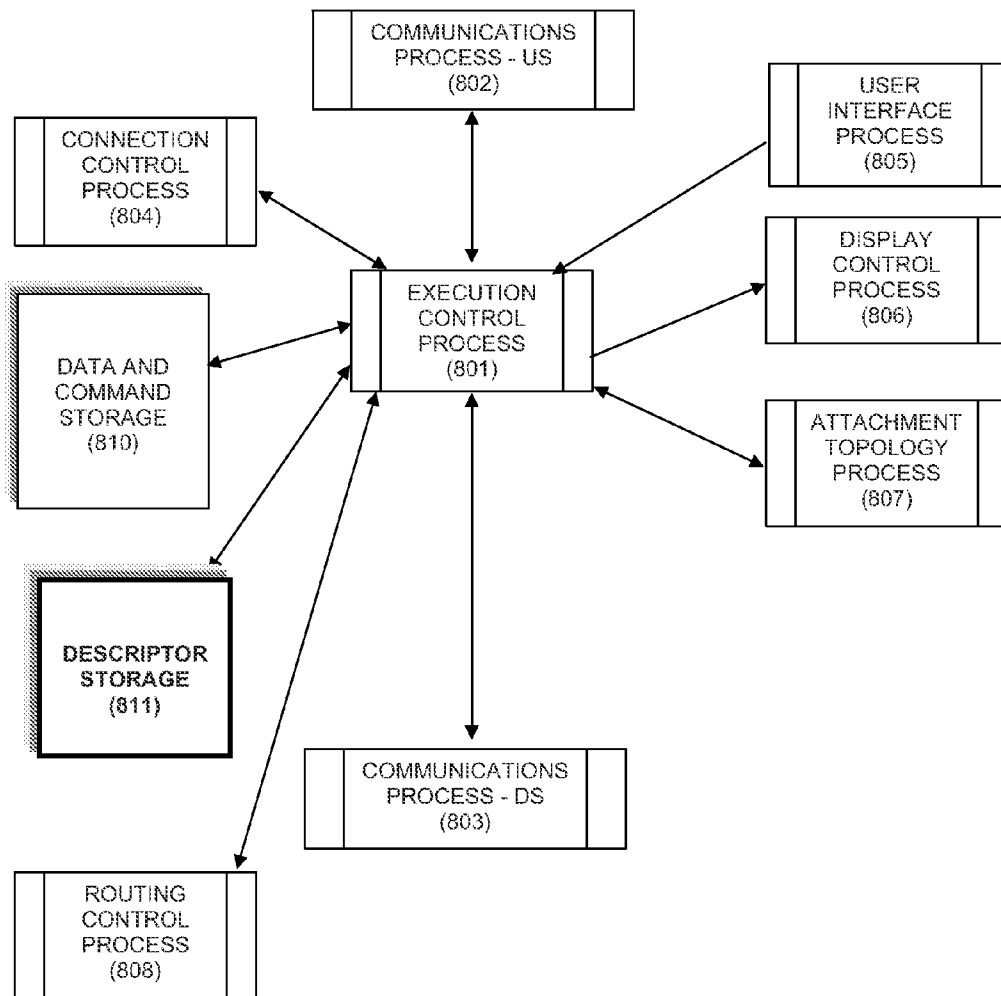 COMMUNICATIONS
PROCESS - US
(802)
USER
INTERFACE
PROCESS
(805)
CONNECTION
CONTROL
PROCESS
(804)
DISPLAY
CONTROL
PROCESS
(806)
EXECUTION
CONTROL
PROCESS
(801)
DATA AND
COMMAND
STORAGE
(810)
ATTACHMENT
TOPOLOGY
PROCESS
(807)
DESCRIPTOR
STORAGE
(811)
COMMUNICATIONS
PROCESS - DS
(803)
ROUTING
CONTROL
PROCESS
(808)